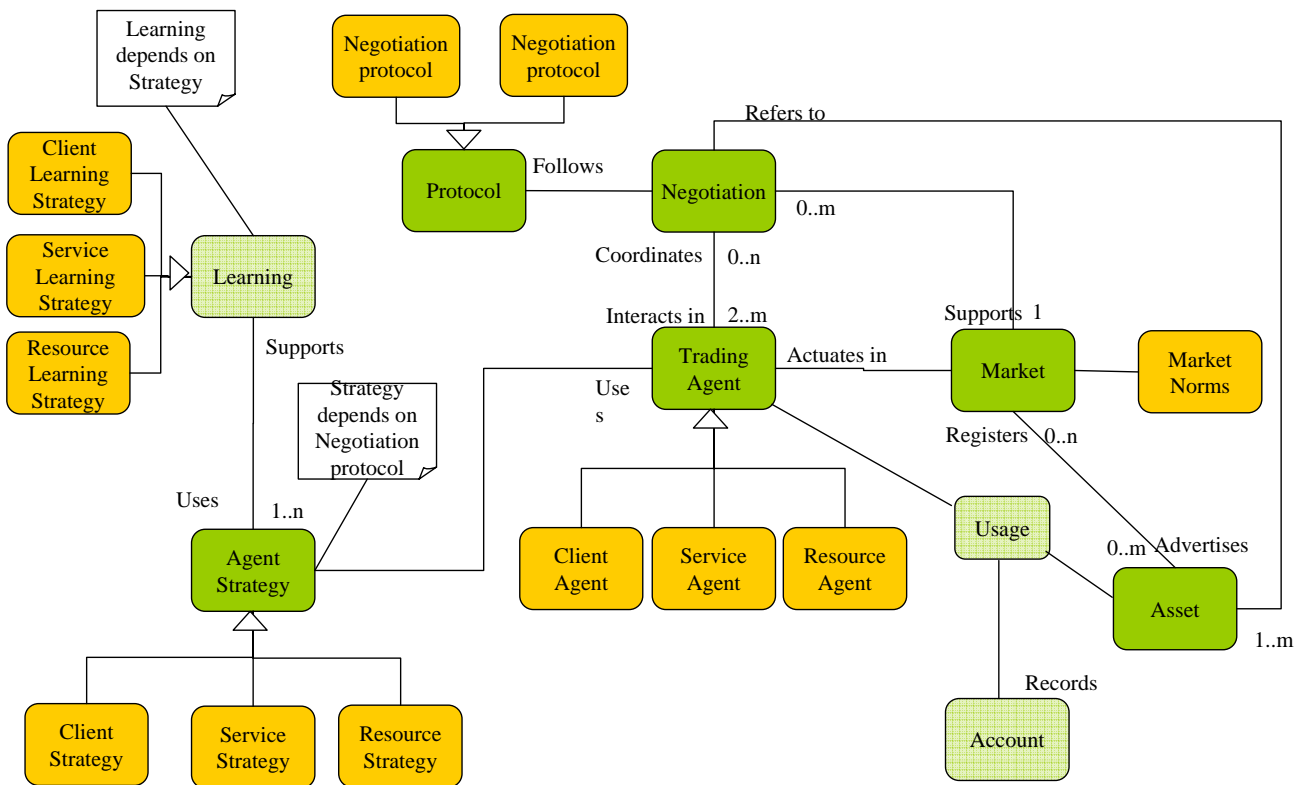 Learning
depends on
Strategy
Negotiation
protocol
Negotiation
protocol
Refers to
Client
Learning
Strategy
Protocol
Follows
Negotiation
0..m
Service
Learning
Strategy
Learning
Coordinates
0..n
Interacts in
2..m
Supports
1
Resource
Learning
Strategy
Supports
Trading
Agent
Actuates in
Market
Market
Norms
Strategy
depends on
Negotiation
protocol
Use
s
Registers
0..n
Uses
1..n
Usage
Agent
Strategy
Client
Agent
Service
Agent
Resource
Agent
0..m
Advertises
Asset
1..m
Records
Client
Strategy
Service
Strategy
Resource
Strategy
Account